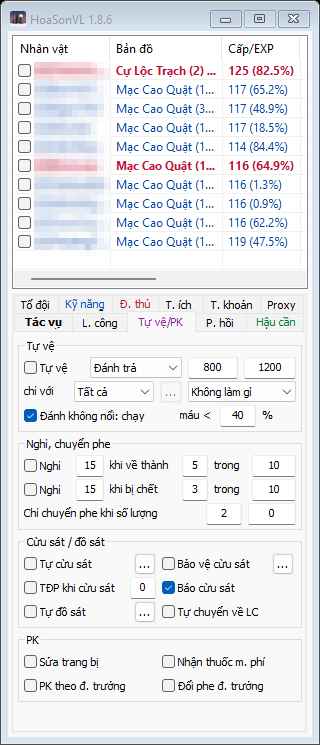 HoaSonVL 1.8.6
Nhân vật Bản đồ Cấp/EXP
Cự Lộc Trạch (2) ... 125 (82.5%)
Mạc Cao Quật (1... 117 (65.2%)
Mạc Cao Quật (3... 117 (48.9%)
Mạc Cao Quật (1... 117 (18.5%)
Mạc Cao Quật (1... 114 (84.4%)
Mạc Cao Quật (1... 116 (64.9%)
Mạc Cao Quật (1... 116 (1.3%)
Mạc Cao Quật (1... 116 (0.9%)
Mạc Cao Quật (1... 116 (62.2%)
Mạc Cao Quật (1... 119 (47.5%)
Tổ đội Kỹ năng Đ. thủ T. ích T. khoản Proxy
Tác vụ L. công Tự vệ/PK P. hồi Hậu cần
Tự vệ
Tự vệ Đánh trả 800 1200
chỉ với Tất cả ... Không làm gì
Đánh không nổi: chạy máu < 40 %
Nghỉ, chuyển phe
Nghỉ 15 khi về thành 5 trong 10
Nghỉ 15 khi bị chết 3 trong 10
Chỉ chuyển phe khi số lượng 2 0
Cừu sát / đồ sát
Tự cừu sát ... Bảo vệ cừu sát ...
TĐP khi cừu sát 0 Báo cừu sát
Tự đồ sát ... Tự chuyển về LC
PK
Sửa trang bị Nhận thuốc m. phí
PK theo đ. trưởng Đổi phe đ. trưởng